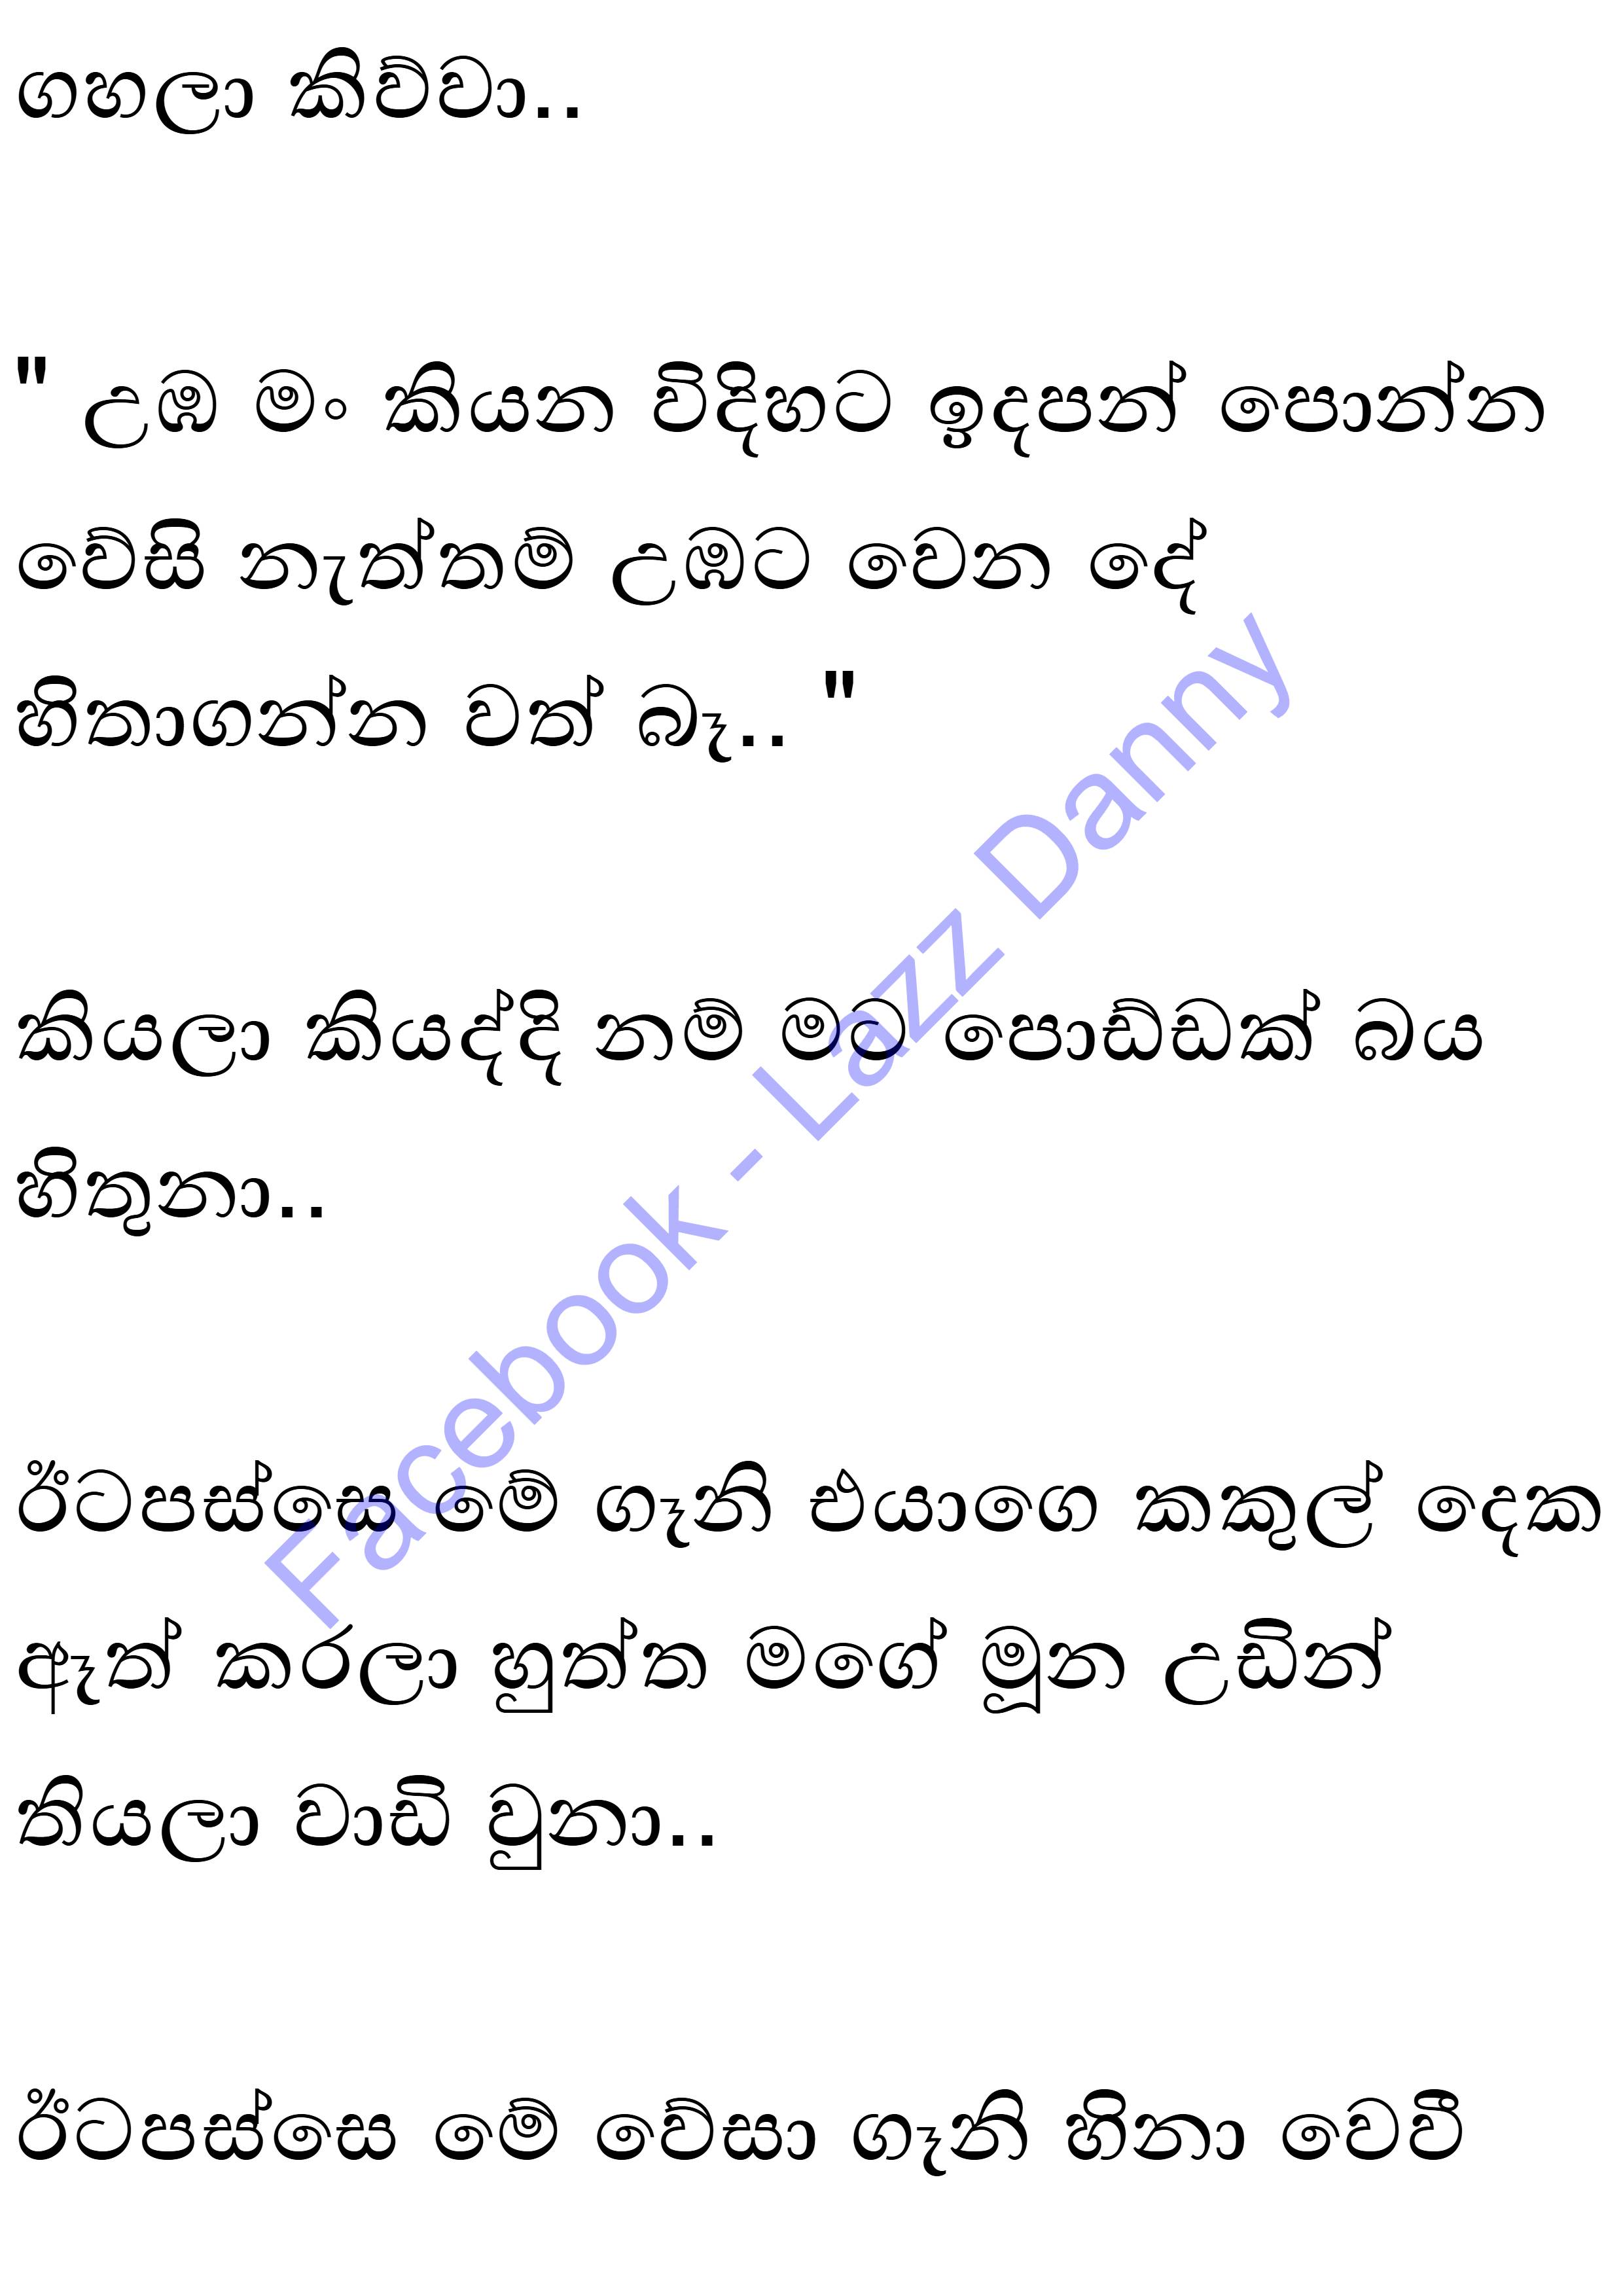 ගහලා කිව්වා..
" උඹ මං කියන විදිහට ඉදපන් පොන්න
වේසි නැත්තම් උඹට වෙන දේ
හිතාගන්න වත් බෑ.. "
කියලා කියද්දි නම් මට පොඩ්ඩක් බය
හිතුනා..
ඊටපස්සෙ මේ ගෑනි එයාගෙ කකුල් දෙක
ඈත් කරලා හුත්ත මගේ මූන උඩින්
තියලා වාඩි වුනා..
ඊටපස්සෙ මේ වේසා ගෑනි හිනා වෙවී
Facebook - Lazz Danny